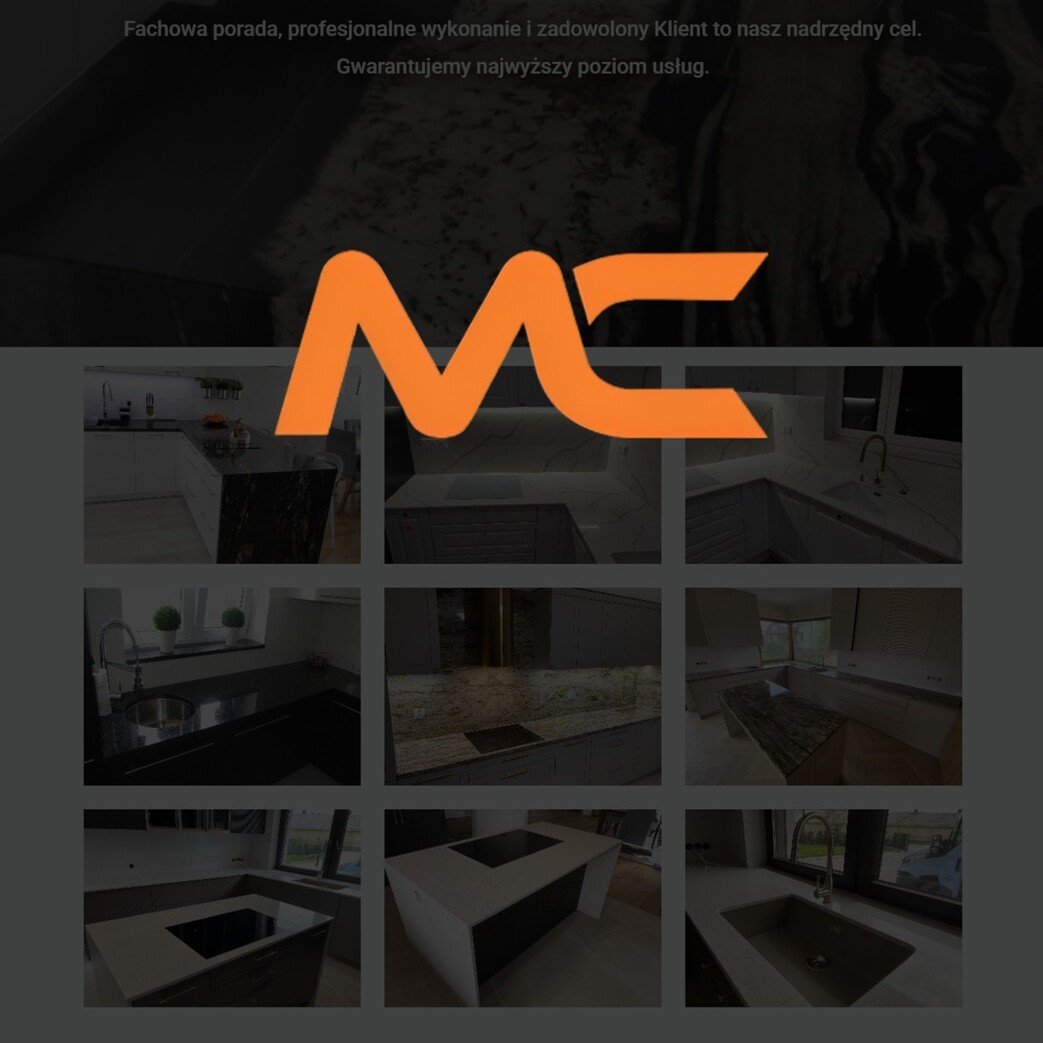 Fachowa porada, profesjonalne wykonanie i zadowolony Klient to nasz nadrzędny cel.
Gwarantujemy najwyższy poziom usług.
MC